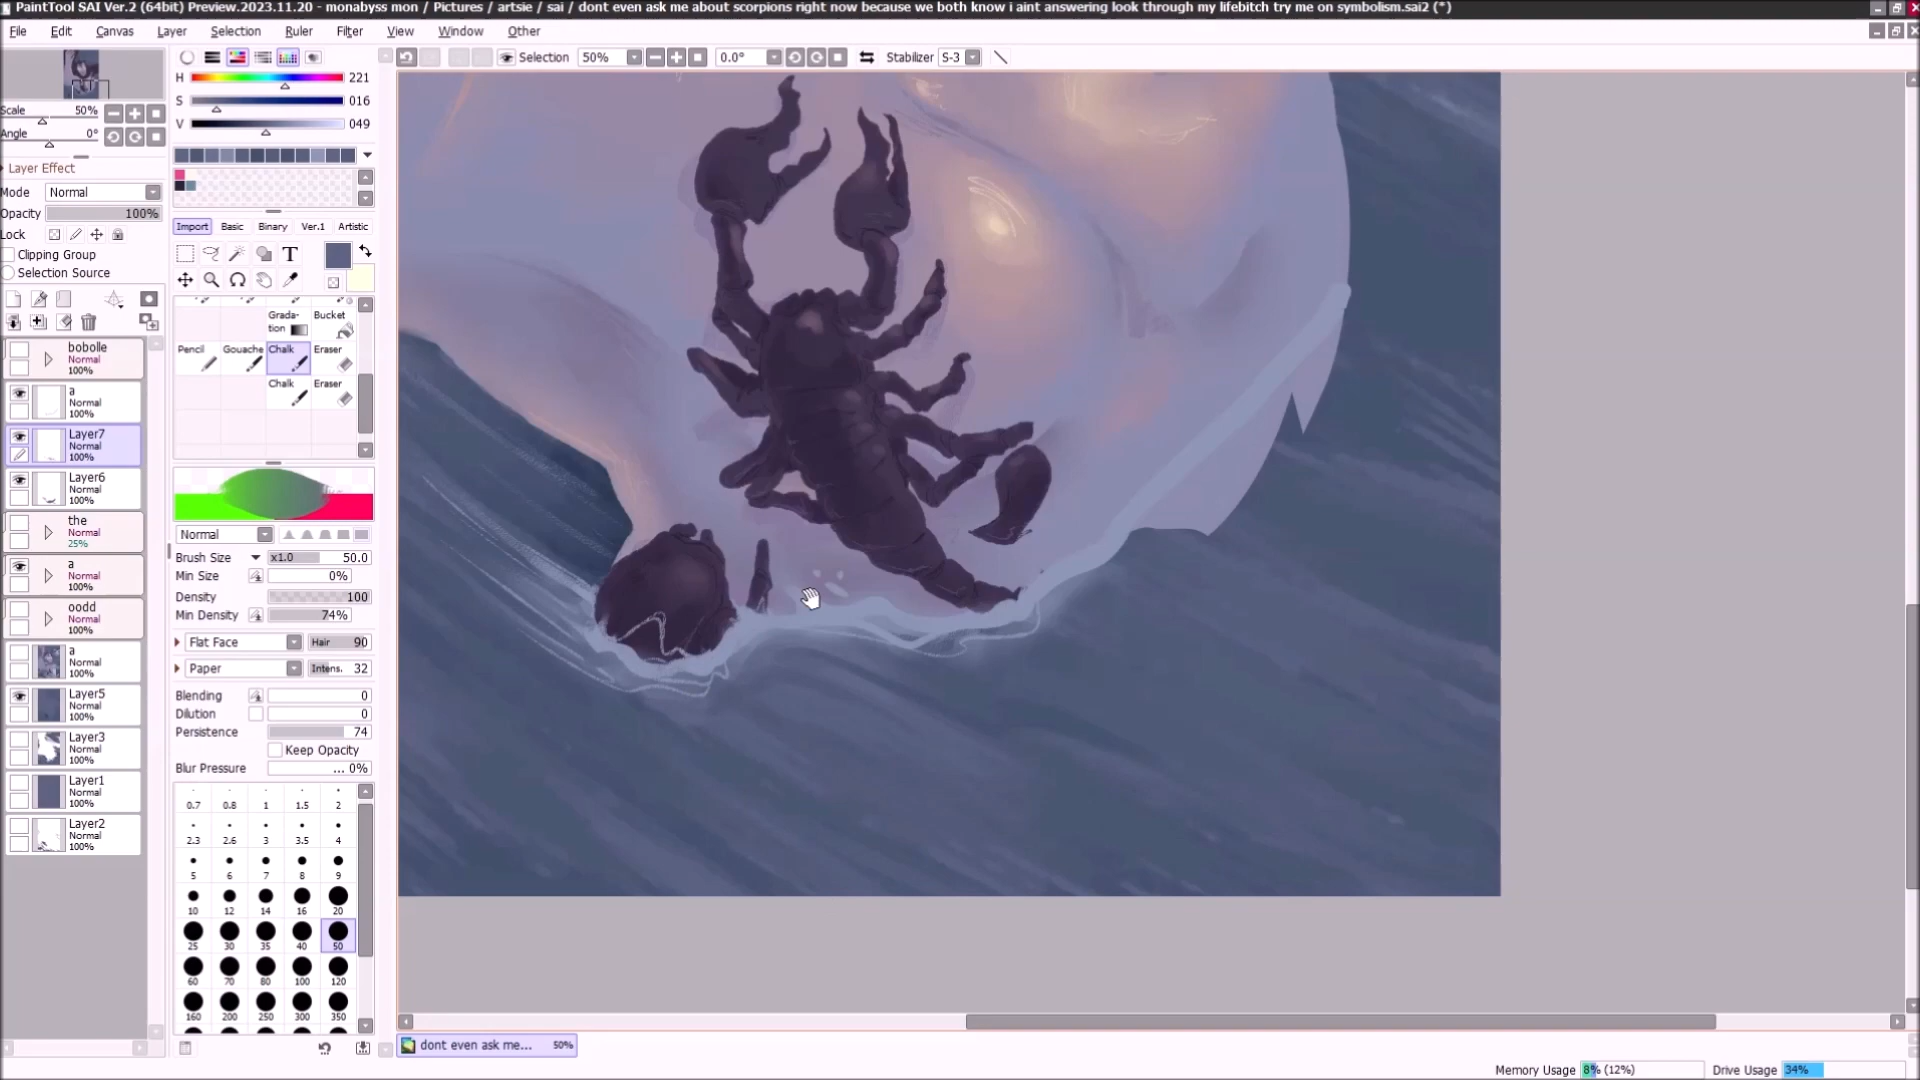 PaintTool SAI Ver.2 (64bit) Preview.2023.11.20 - monabyss mon / Pictures / artsie / sai / dont even ask me about scorpions right now because we both know i aint answering look through my lifebitch try me on symbolism.sai2 (*)
File Edit Canvas Layer Selection Ruler Filter View Window Other
Selection 50% 0.0° Stabilizer S-3
H 221
S 016
V 049
Scale 50%
Angle 0°
Layer Effect
Mode Normal
Opacity 100%
Lock
Clipping Group
Selection Source
bobolle
Normal
100%
a
Normal
100%
Layer7
Normal
100%
Layer6
Normal
100%
the
Normal
25%
a
Normal
100%
oodd
Normal
100%
a
Normal
100%
Layer5
Normal
100%
Layer3
Normal
100%
Layer1
Normal
100%
Layer2
Normal
100%
Import Basic Binary Ver.1 Artistic
T
Grada-
tion Bucket
Pencil Gouache Chalk Eraser
Chalk Eraser
Normal
Brush Size x1.0 50.0
Min Size 0%
Density 100
Min Density 74%
Flat Face Hair 90
Paper Intens. 32
Blending 0
Dilution 0
Persistence 74
Keep Opacity
Blur Pressure ... 0%
0.7 0.8 1 1.5 2
2.3 2.6 3 3.5 4
5 6 7 8 9
10 12 14 16 20
25 30 35 40 50
60 70 80 100 120
160 200 250 300 350
dont even ask me... 50%
Memory Usage 8% (12%) Drive Usage 34%